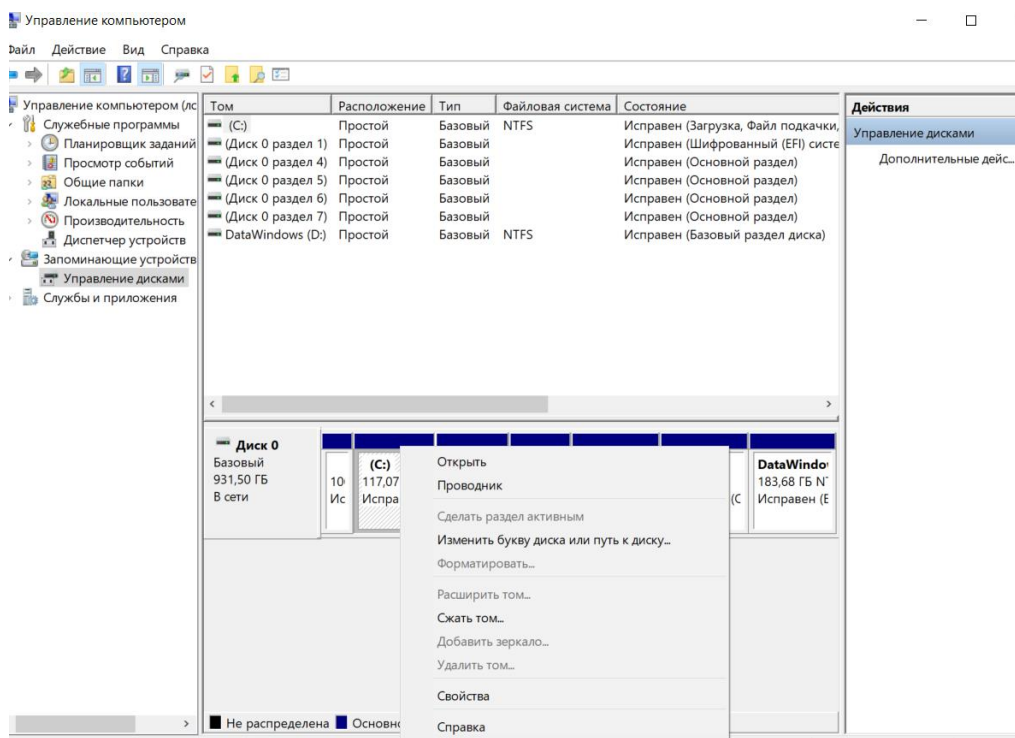 Управление компьютером
Файл Действие Вид Справка
Управление компьютером (лс
Служебные программы
Планировщик заданий
Просмотр событий
Общие папки
Локальные пользовате
Производительность
Диспетчер устройств
Запоминающие устройств
Управление дисками
Службы и приложения
Том Расположение Тип Файловая система Состояние
(C:) Простой Базовый NTFS Исправен (Загрузка, Файл подкачки,
(Диск 0 раздел 1) Простой Базовый Исправен (Шифрованный (EFI) систе
(Диск 0 раздел 4) Простой Базовый Исправен (Основной раздел)
(Диск 0 раздел 5) Простой Базовый Исправен (Основной раздел)
(Диск 0 раздел 6) Простой Базовый Исправен (Основной раздел)
(Диск 0 раздел 7) Простой Базовый Исправен (Основной раздел)
DataWindows (D:) Простой Базовый NTFS Исправен (Базовый раздел диска)
Действия
Управление дисками
Дополнительные дейс...
Диск 0
Базовый
931,50 ГБ
В сети
10
Ис
(C:)
117,07
Испра
(С
DataWindo
183,68 ГБ N
Исправен (Б
Открыть
Проводник
Сделать раздел активным
Изменить букву диска или путь к диску...
Форматировать...
Расширить том...
Сжать том...
Добавить зеркало...
Удалить том...
Свойства
Справка
Не распределена Основно